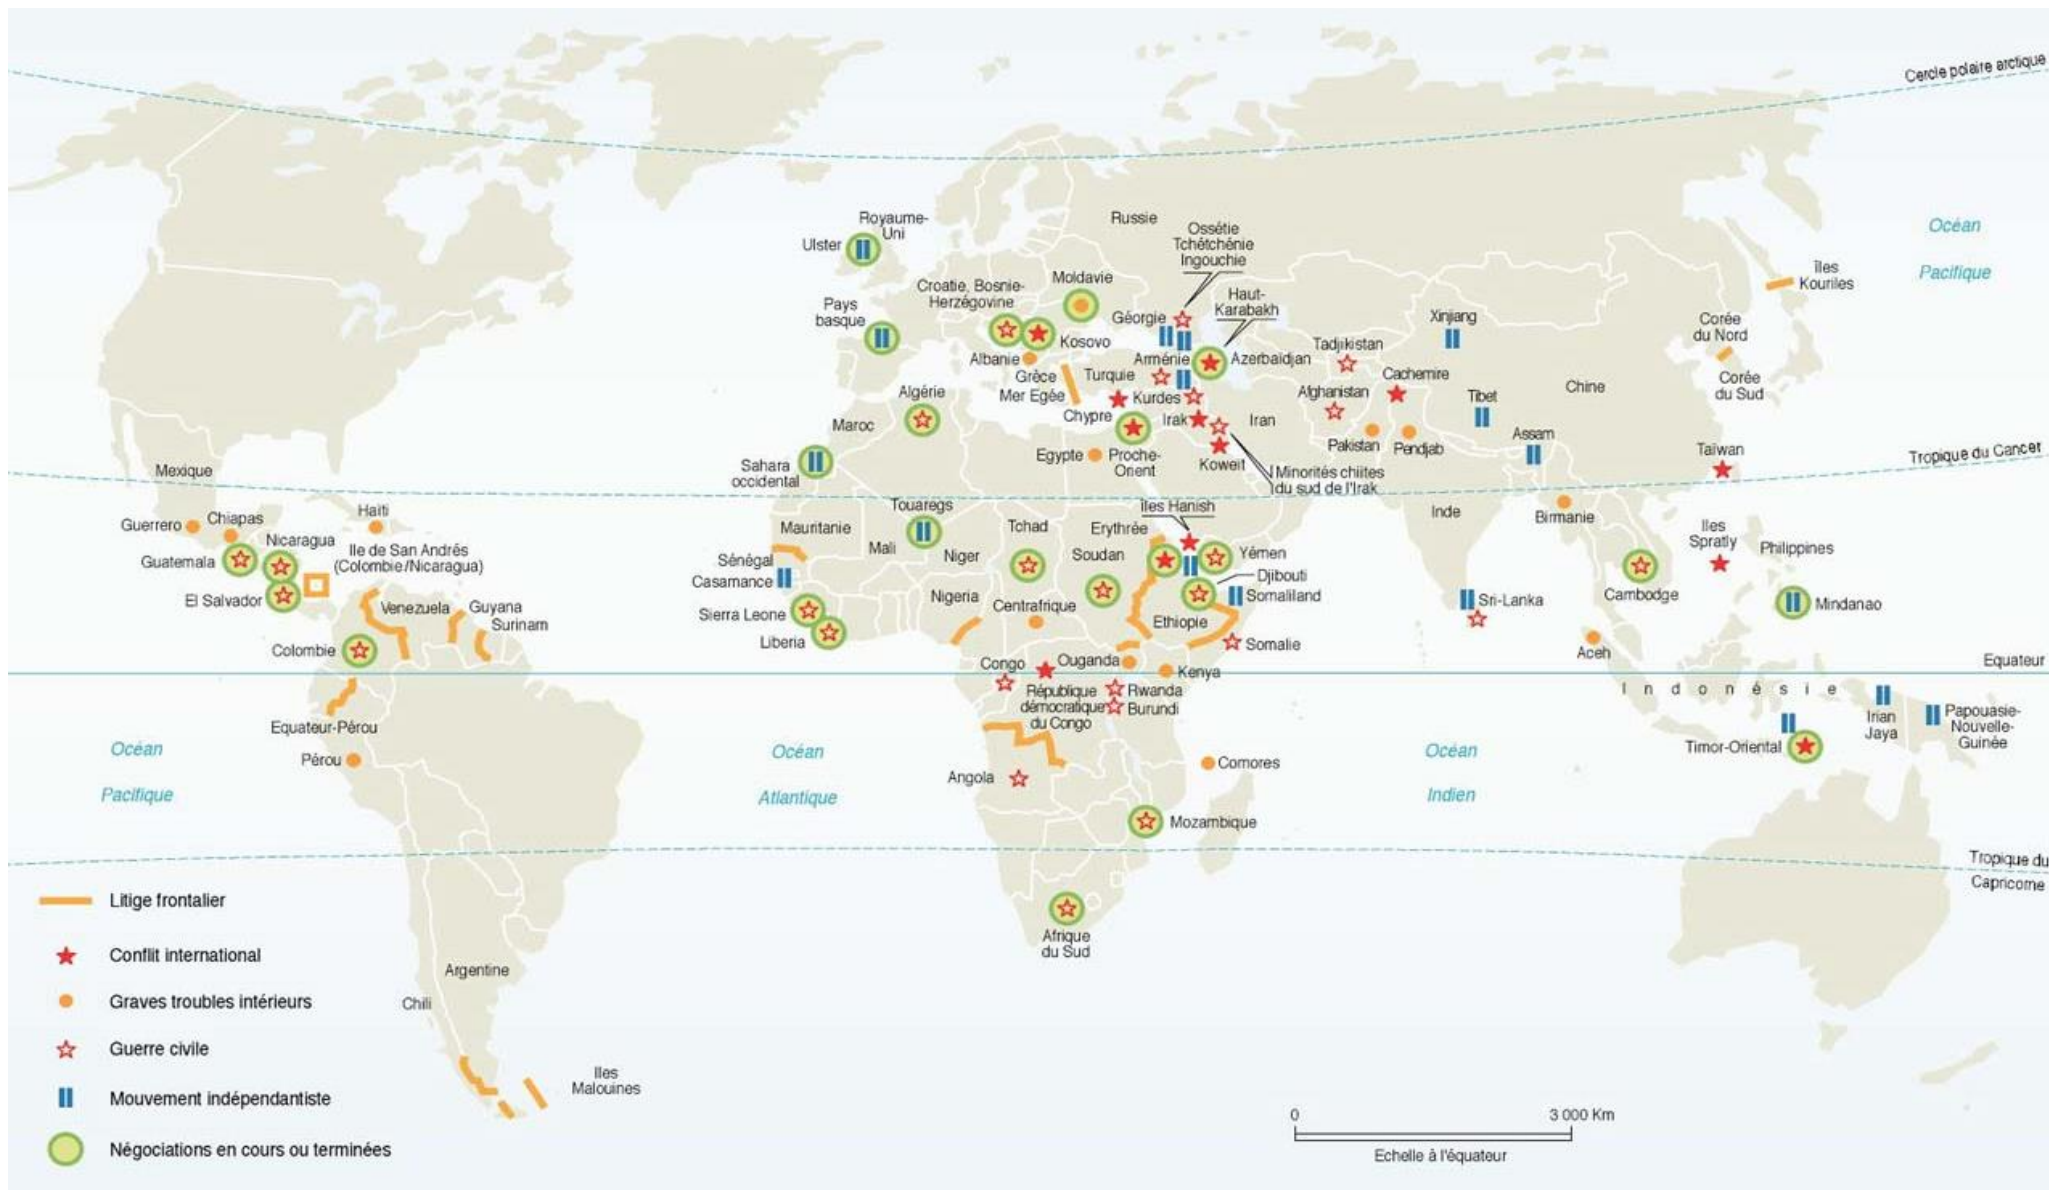 Cercle polaire arctique
Royaume-
Uni
Ulster
Russie
Ossétie
Tchétchénie
Ingouchie
Océan
Pacifique
îles
Kouriles
Moldavie
Croatie, Bosnie-
Herzégovine
Haut-
Karabakh
Pays
basque
Géorgie
Xinjiang
Corée
du Nord
Kosovo
Albanie
Arménie
Azerbaïdjan
Tadjikistan
Grèce
Mer Egée
Turquie
Cachemire
Chine
Corée
du Sud
Algérie
Kurdes
Afghanistan
Tibet
Maroc
Chypre
Irak
Iran
Pakistan
Pendjab
Assam
Egypte
Proche-
Orient
Koweit
Taïwan
Tropique du Cancer
Sahara
occidental
Minorités chiites
du sud de l'Irak
Mexique
Guerrero
Chiapas
Haïti
Touaregs
îles Hanish
Inde
Birmanie
Nicaragua
Mauritanie
Mali
Niger
Tchad
Erythrée
Soudan
Yémen
Iles
Spratly
Philippines
Guatemala
Ile de San Andrés
(Colombie/Nicaragua)
Sénégal
Casamance
Djibouti
El Salvador
Venezuela
Guyana
Surinam
Nigeria
Centrafrique
Somaliland
Sri-Lanka
Cambodge
Mindanao
Sierra Leone
Liberia
Ethiopie
Colombie
Somalie
Aceh
Congo
Ouganda
Kenya
Equateur
République
démocratique
du Congo
Rwanda
Burundi
Indonésie
Equateur-Pérou
Irian
Jaya
Papouasie-
Nouvelle-
Guinée
Timor-Oriental
Pérou
Océan
Pacifique
Océan
Atlantique
Angola
Comores
Océan
Indien
Mozambique
Tropique du
Capricorne
Afrique
du Sud
Argentine
Chili
Iles
Malouines
Litige frontalier
Conflit international
Graves troubles intérieurs
Guerre civile
Mouvement indépendantiste
Négociations en cours ou terminées
0
3 000 Km
Echelle à l'équateur